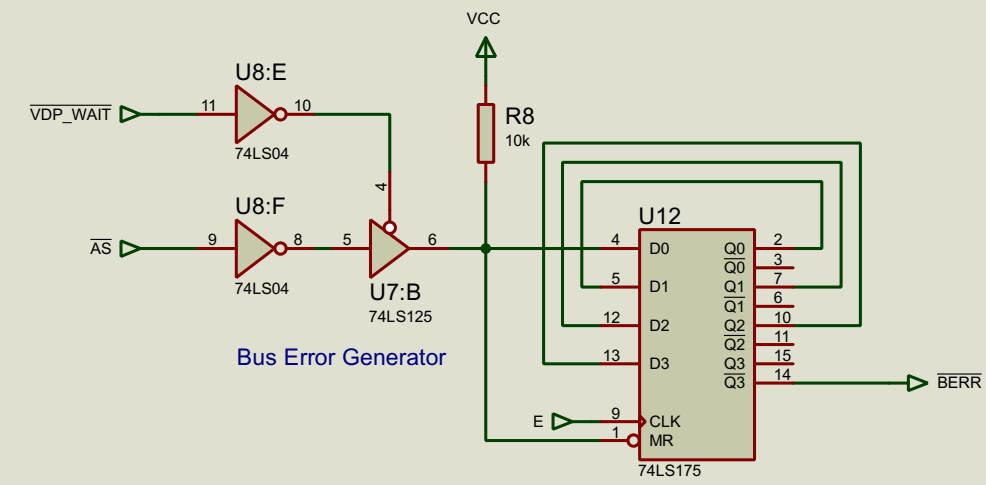 VCC
U8:E
VDP_WAIT
11
10
74LS04
R8
10k
4
U8:F
AS
9
8
74LS04
5
6
U7:B
74LS125
Bus Error Generator
U12
4
D0
Q0
2
Q0
3
5
D1
Q1
7
Q1
6
12
D2
Q2
10
Q2
11
13
D3
Q3
15
Q3
14
BERR
E
9
CLK
1
MR
74LS175